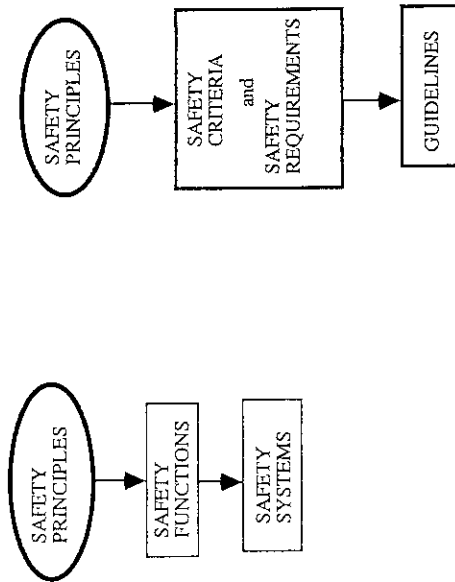 SAFETY
PRINCIPLES
SAFETY
FUNCTIONS
SAFETY
SYSTEMS
SAFETY
PRINCIPLES
SAFETY
CRITERIA
and
SAFETY
REQUIREMENTS
GUIDELINES